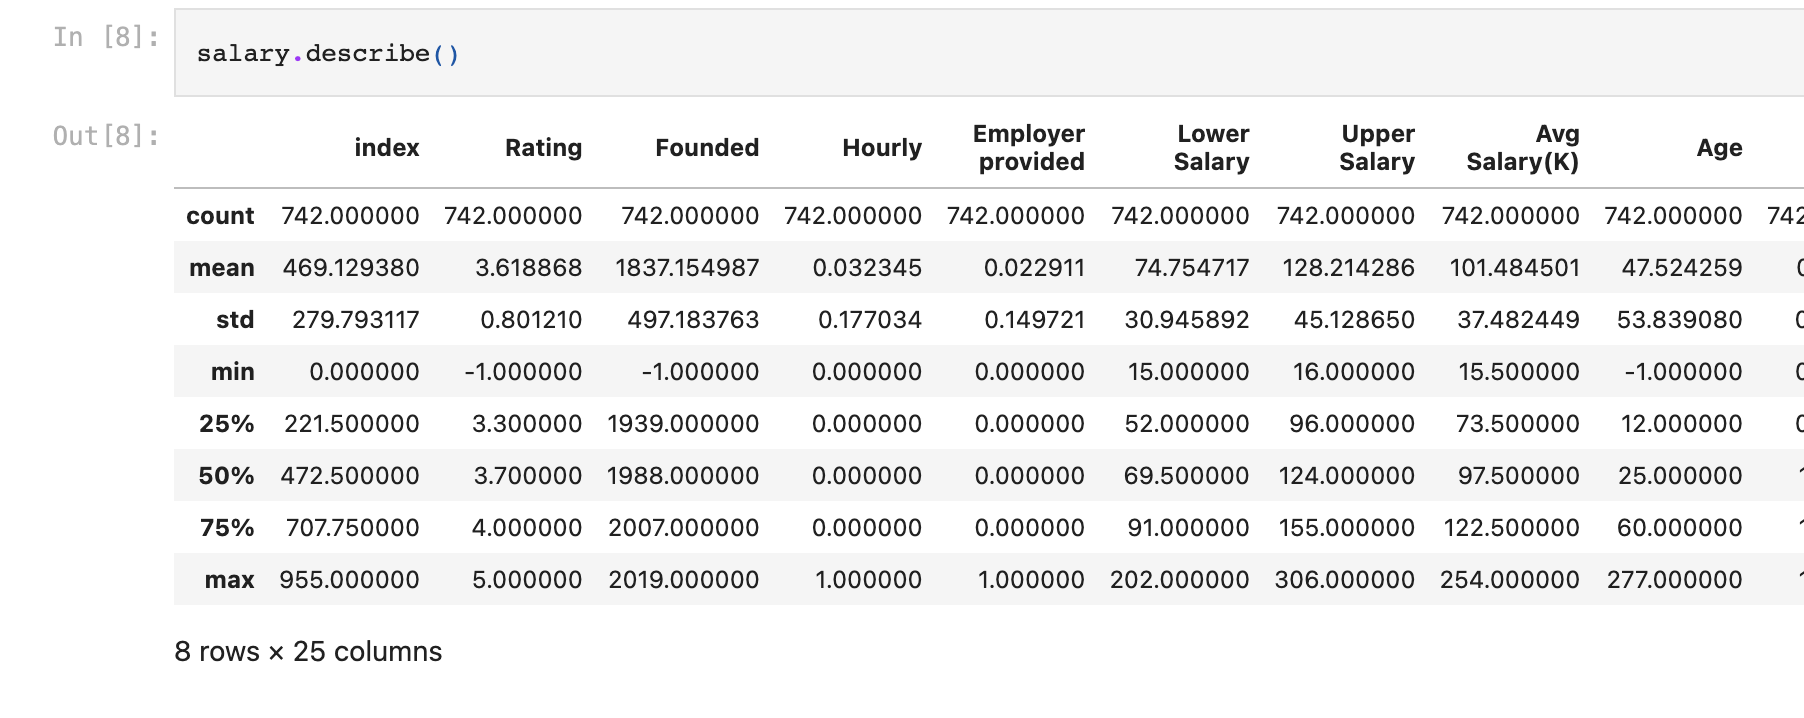 In [8]:
salary.describe()
Out[8]:
index Rating Founded Hourly Employer provided Lower Salary Upper Salary Avg Salary(K) Age
count 742.000000 742.000000 742.000000 742.000000 742.000000 742.000000 742.000000 742.000000 742.000000 742
mean 469.129380 3.618868 1837.154987 0.032345 0.022911 74.754717 128.214286 101.484501 47.524259
std 279.793117 0.801210 497.183763 0.177034 0.149721 30.945892 45.128650 37.482449 53.839080
min 0.000000 -1.000000 -1.000000 0.000000 0.000000 15.000000 16.000000 15.500000 -1.000000
25% 221.500000 3.300000 1939.000000 0.000000 0.000000 52.000000 96.000000 73.500000 12.000000
50% 472.500000 3.700000 1988.000000 0.000000 0.000000 69.500000 124.000000 97.500000 25.000000
75% 707.750000 4.000000 2007.000000 0.000000 0.000000 91.000000 155.000000 122.500000 60.000000
max 955.000000 5.000000 2019.000000 1.000000 1.000000 202.000000 306.000000 254.000000 277.000000
8 rows × 25 columns